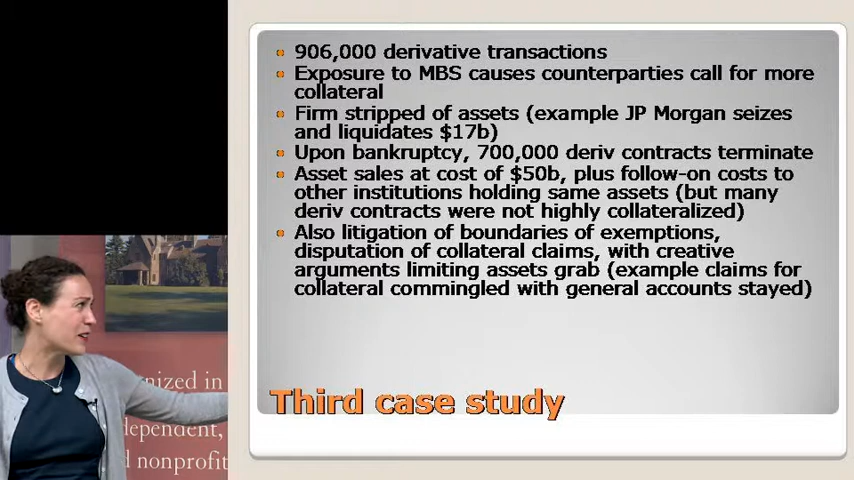 906,000 derivative transactions
Exposure to MBS causes counterparties call for more
collateral
Firm stripped of assets (example JP Morgan seizes
and liquidates $17b)
Upon bankruptcy, 700,000 deriv contracts terminate
Asset sales at cost of $50b, plus follow-on costs to
other institutions holding same assets (but many
deriv contracts were not highly collateralized)
Also litigation of boundaries of exemptions,
disputation of collateral claims, with creative
arguments limiting assets grab (example claims for
collateral commingled with general accounts stayed)
Third case study
nized in
dependent,
d nonprofit